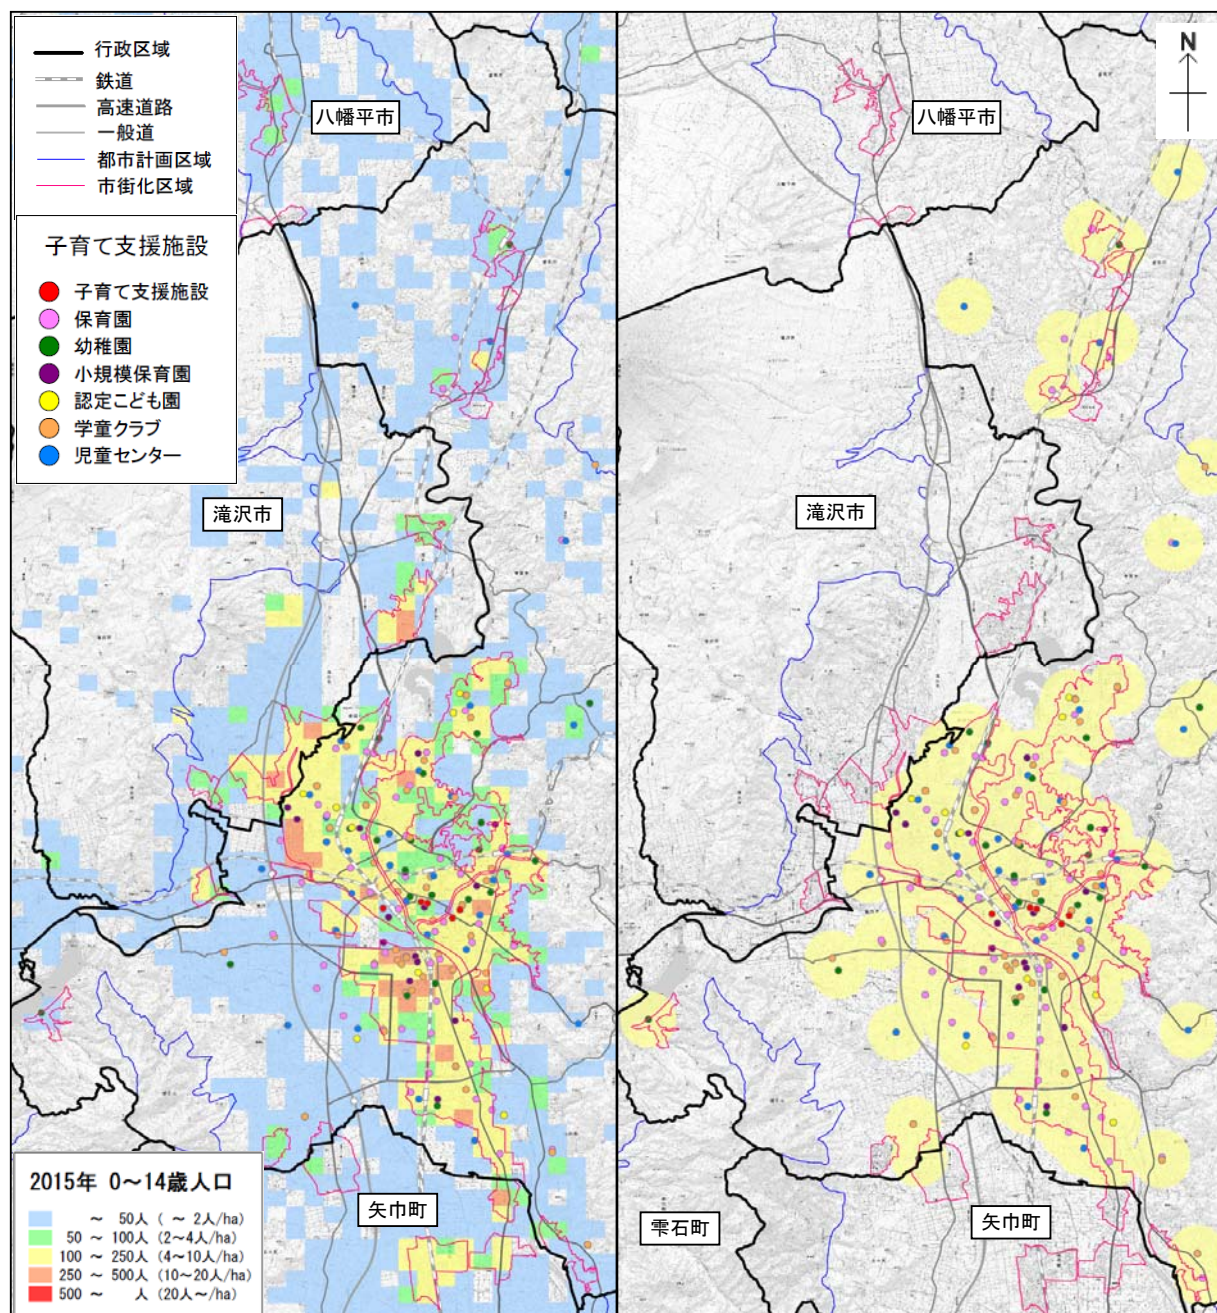 行政区域
鉄道
高速道路
一般道
都市計画区域
市街化区域
子育て支援施設
子育て支援施設
保育園
幼稚園
小規模保育園
認定こども園
学童クラブ
児童センター
八幡平市
滝沢市
矢巾町
2015年 0～14歳人口
～ 50人 ( ～ 2人/ha)
50 ～ 100人 (2～4人/ha)
100 ～ 250人 (4～10人/ha)
250 ～ 500人 (10～20人/ha)
500 ～ 人 (20人～/ha)
N
八幡平市
滝沢市
雫石町
矢巾町